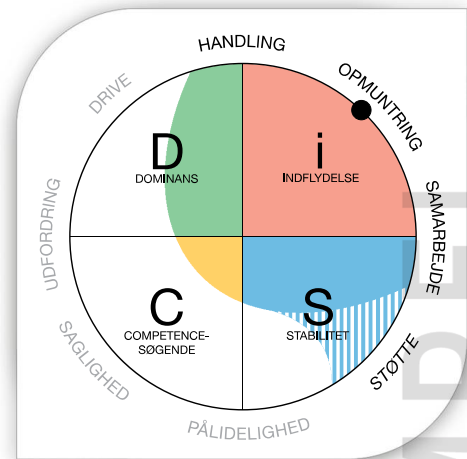 HANDLING
DRIVE
OPMUNTRING
D
DOMINANS
i
INDFLYDELSE
UDFORDRING
SAMARBEJDE
C
COMPETENCE-
SØGENDE
S
STABILITET
SAGLIGHED
STØTTE
PÅLIDELIGHED